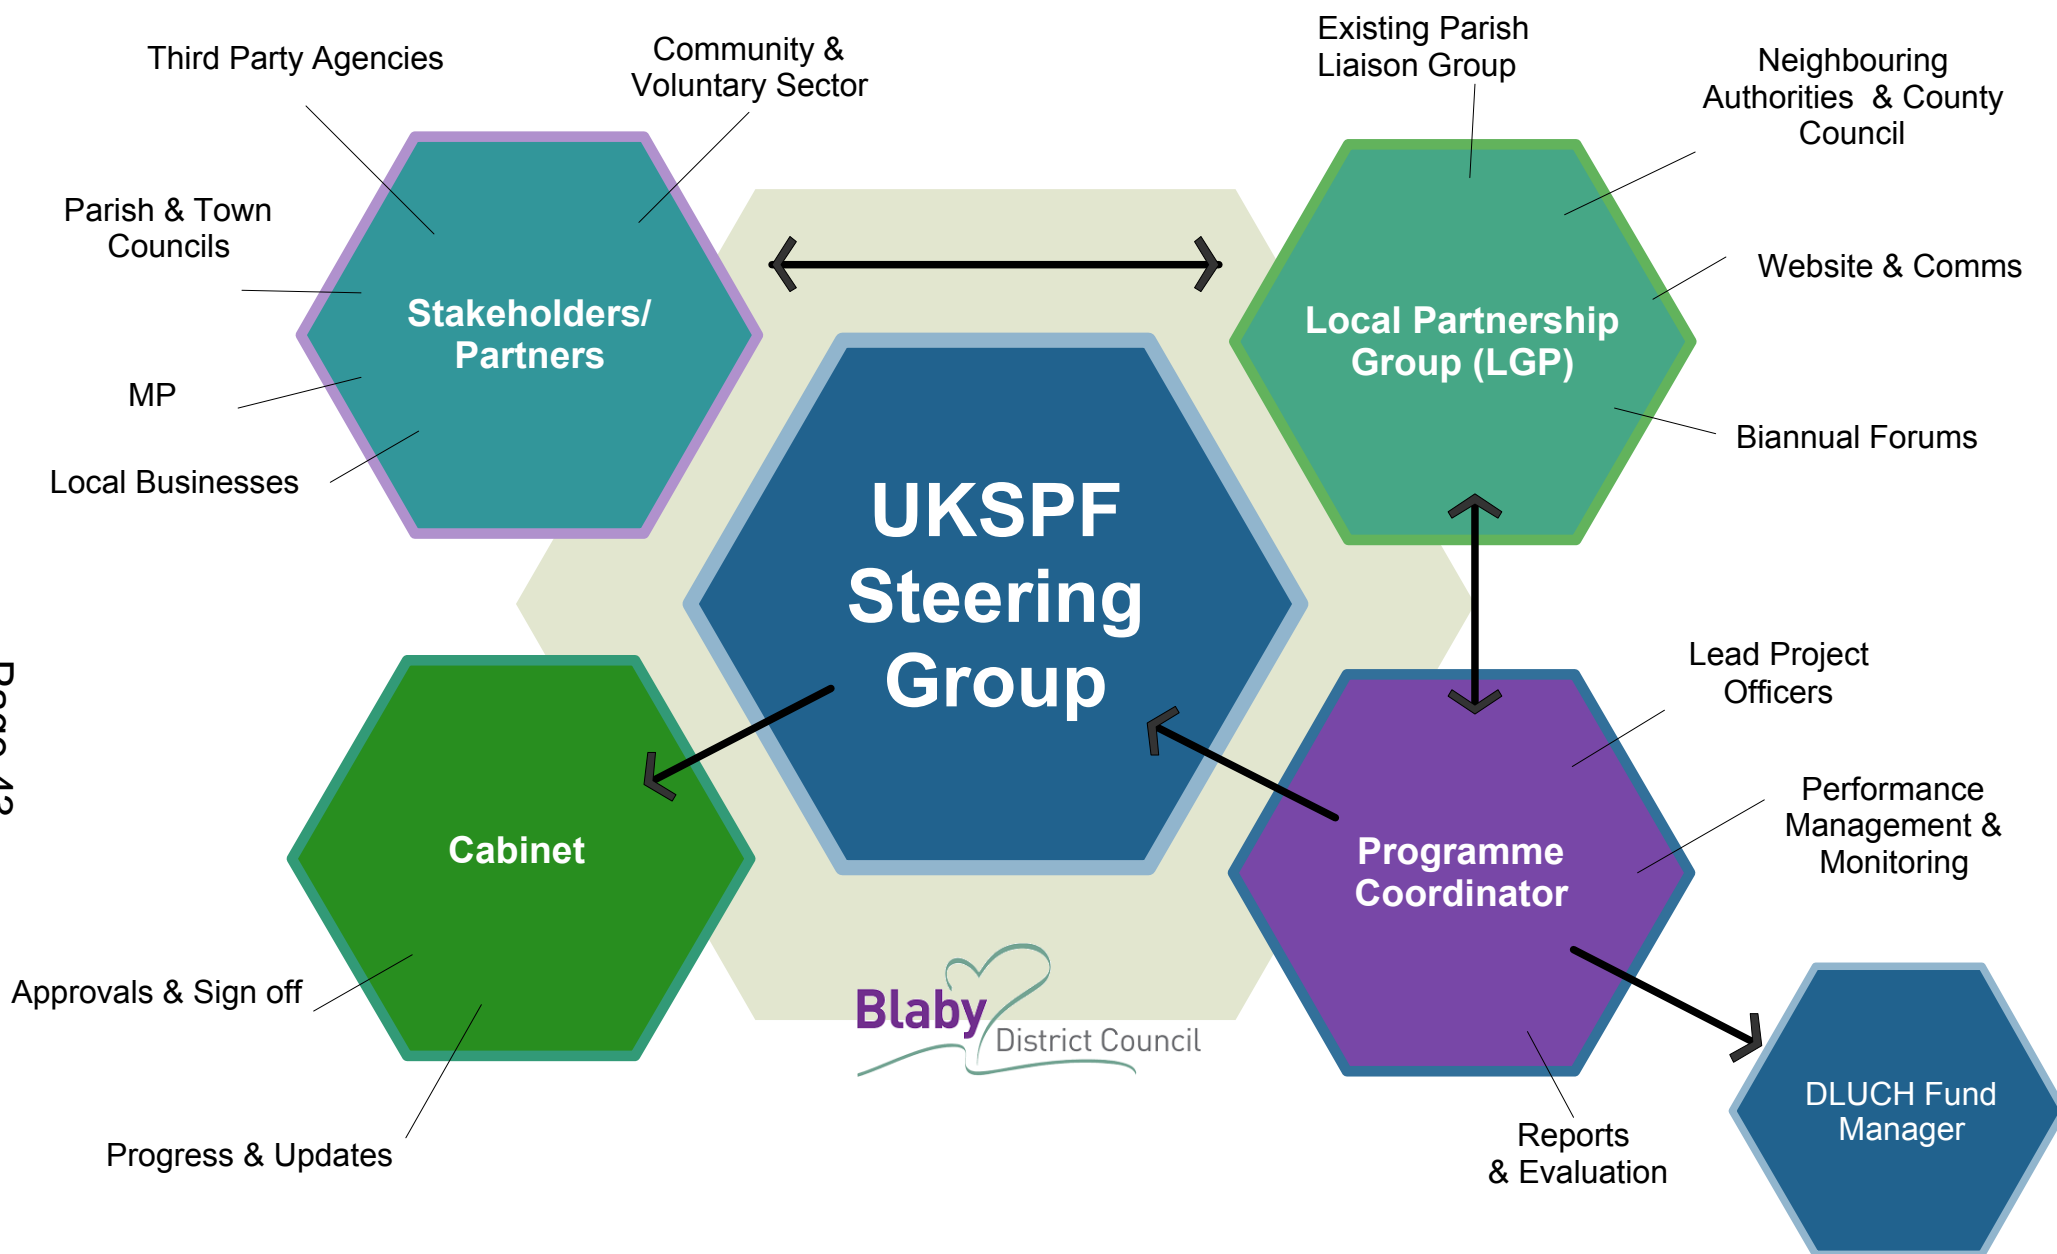 Third Party Agencies
Community &
Voluntary Sector
Existing Parish
Liaison Group
Neighbouring
Authorities  & County
Council
Parish & Town
Councils
Website & Comms
Stakeholders/
Partners
Local Partnership
Group (LGP)
MP
Biannual Forums
Local Businesses
UKSPF
Steering
Group
Lead Project
Officers
Performance
Management &
Monitoring
Cabinet
Programme
Coordinator
Approvals & Sign off
Progress & Updates
Blaby
District Council
Reports
& Evaluation
DLUCH Fund
Manager